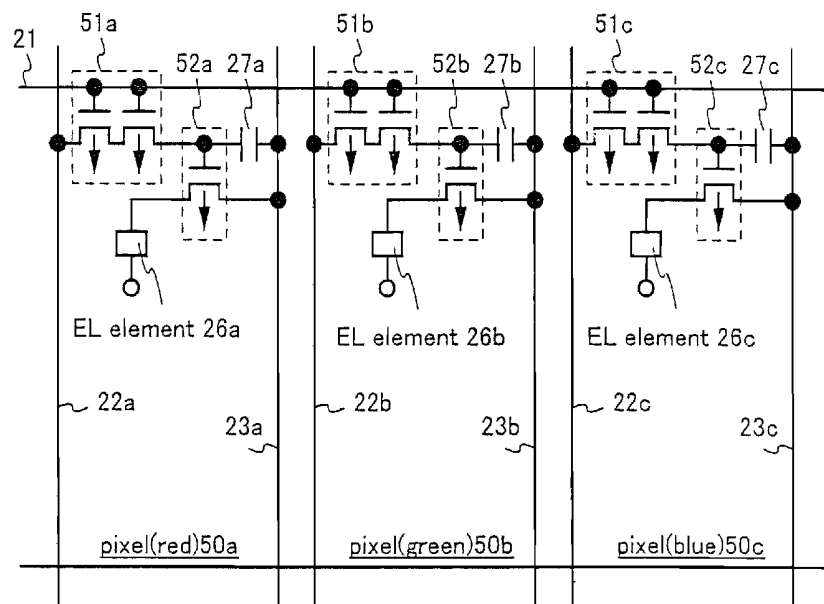 51a 51b 51c
21 52a 27a 52b 27b 52c 27c
EL element 26a EL element 26b EL element 26c
22a 22b 22c
23a 23b 23c
pixel(red)50a pixel(green)50b pixel(blue)50c